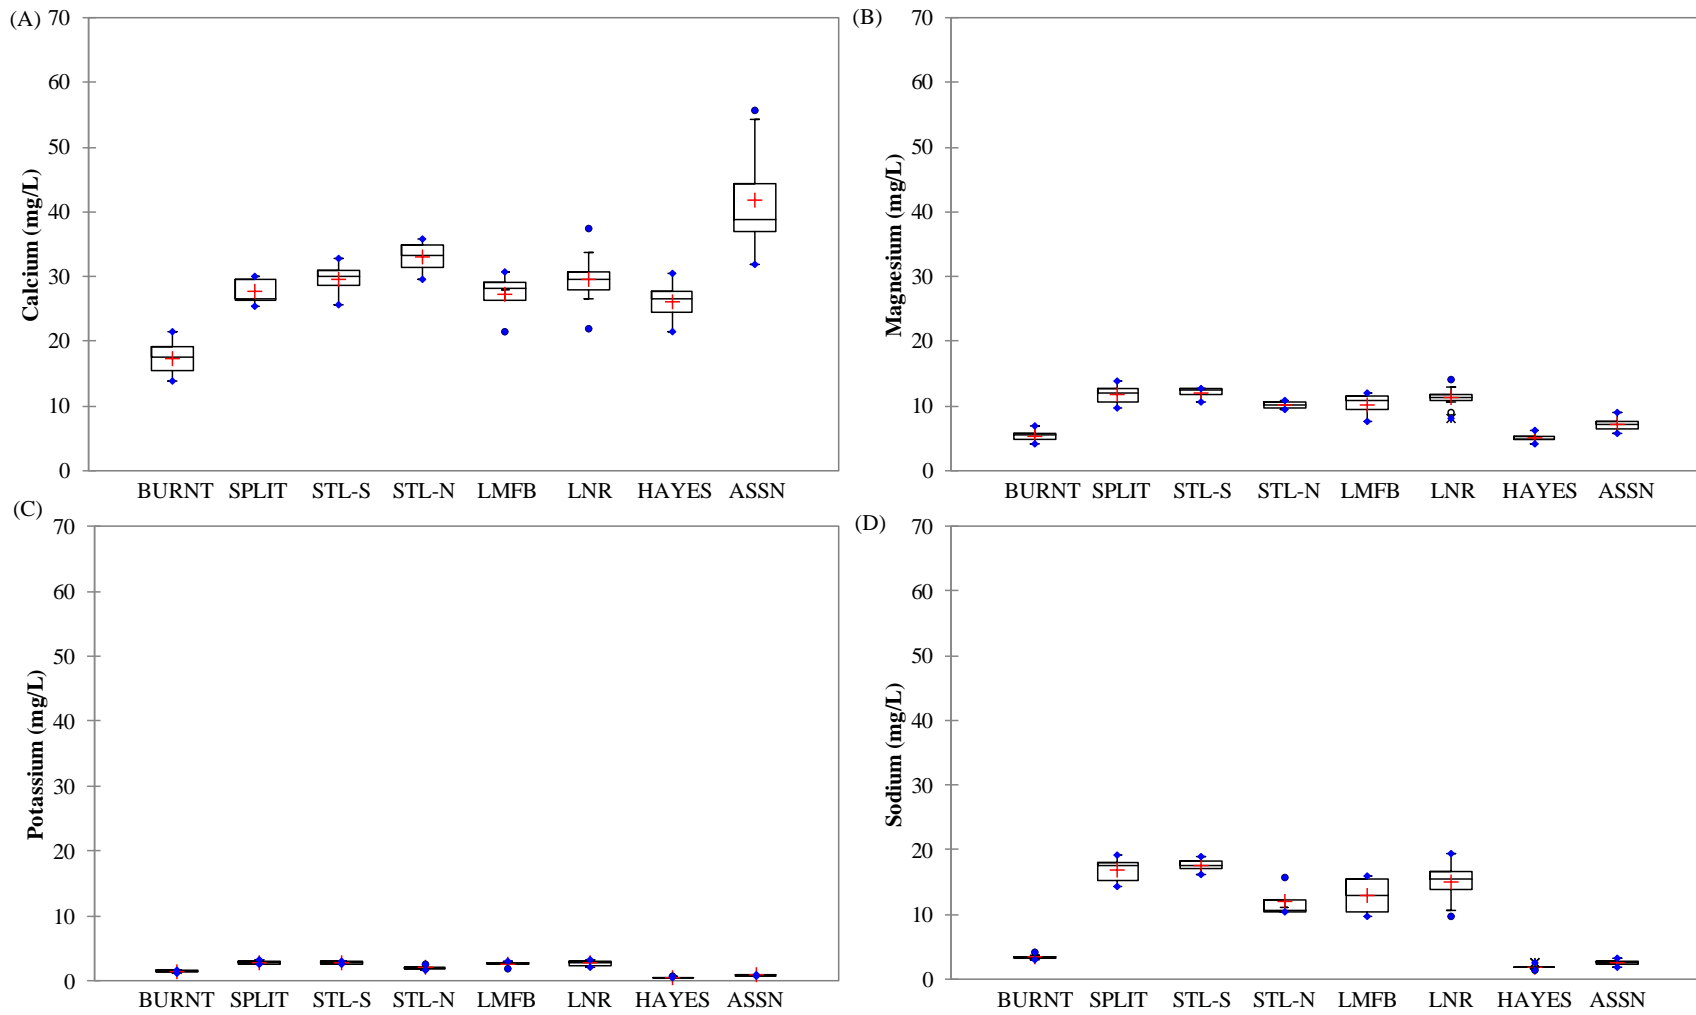 (A)
Calcium (mg/L)
70
60
50
40
30
20
10
0
BURNT SPLIT STL-S STL-N LMFB LNR HAYES ASSN
(B)
Magnesium (mg/L)
70
60
50
40
30
20
10
0
BURNT SPLIT STL-S STL-N LMFB LNR HAYES ASSN
(C)
Potassium (mg/L)
70
60
50
40
30
20
10
0
BURNT SPLIT STL-S STL-N LMFB LNR HAYES ASSN
(D)
Sodium (mg/L)
70
60
50
40
30
20
10
0
BURNT SPLIT STL-S STL-N LMFB LNR HAYES ASSN